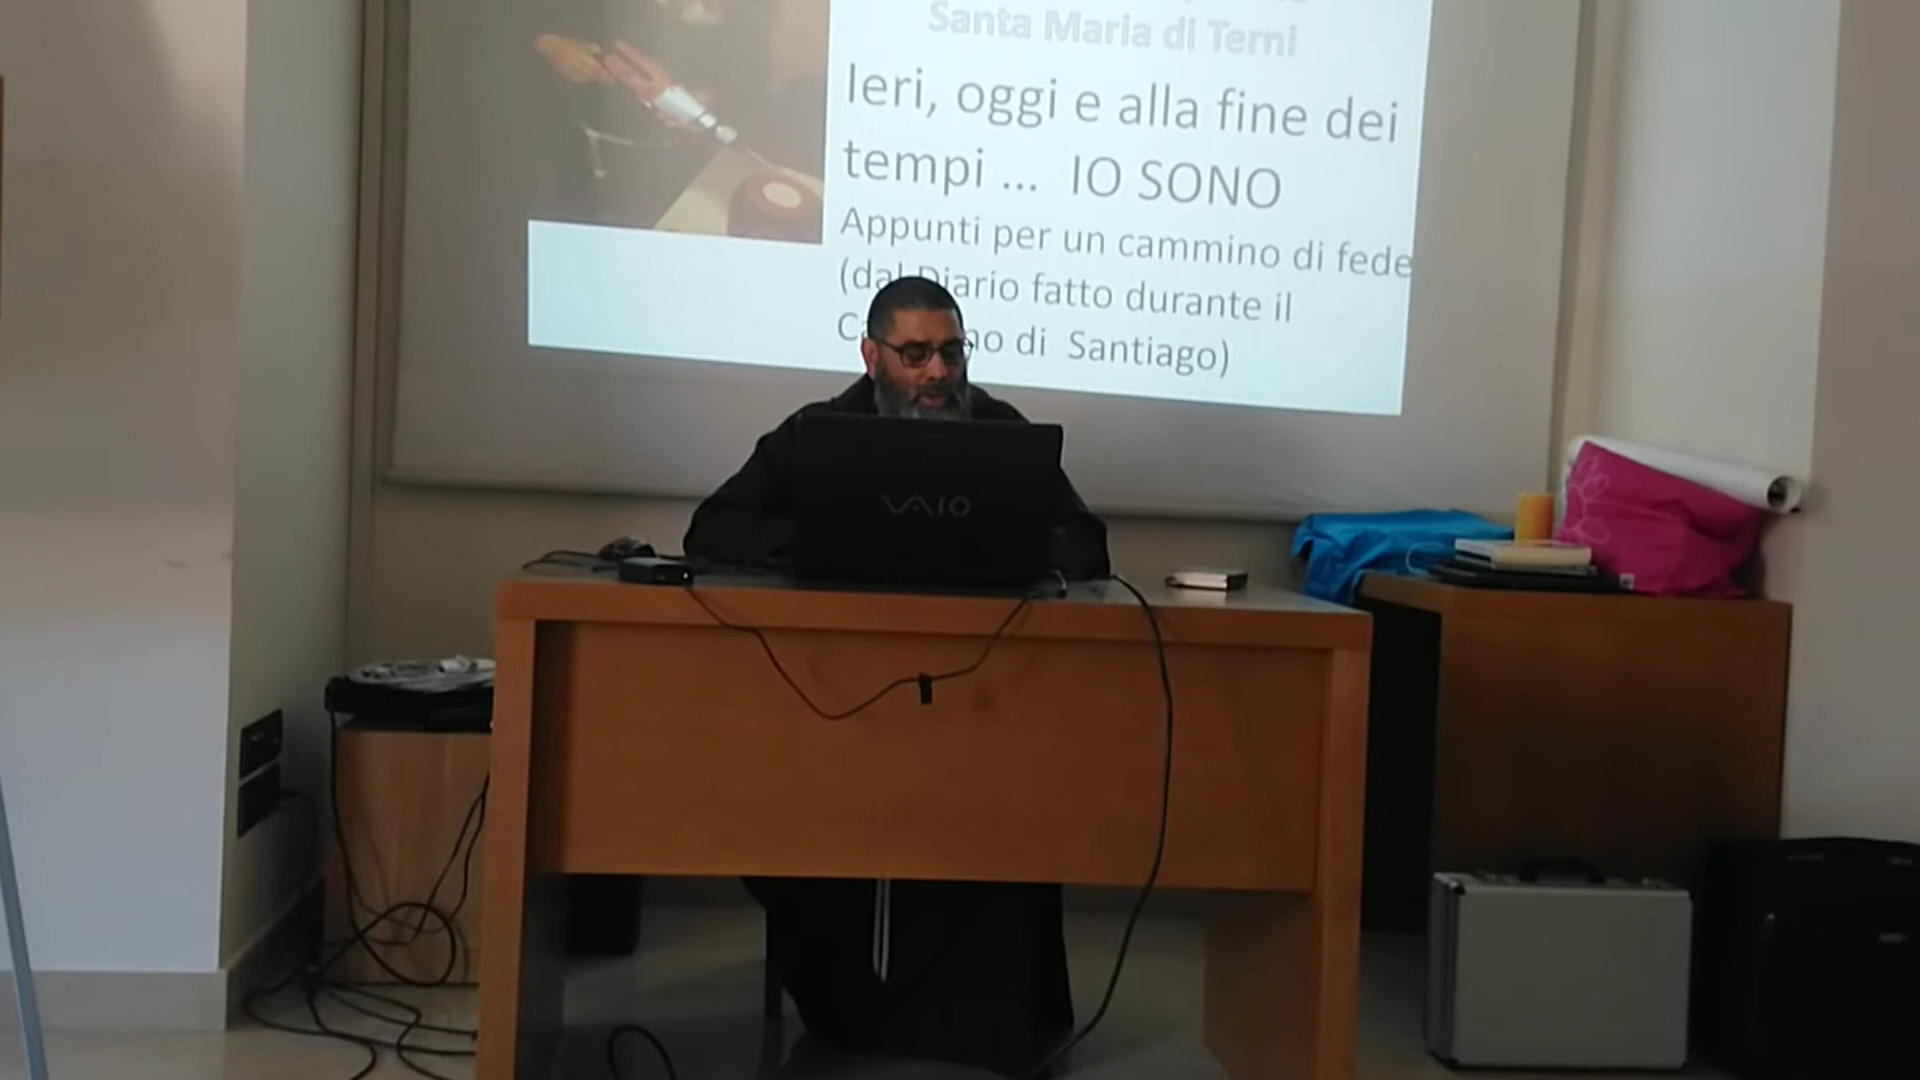 Santa Maria di Terni
Ieri, oggi e alla fine dei
tempi ... IO SONO
Appunti per un cammino di fede
(dal Diario fatto durante il
di Santiago)
VAIO